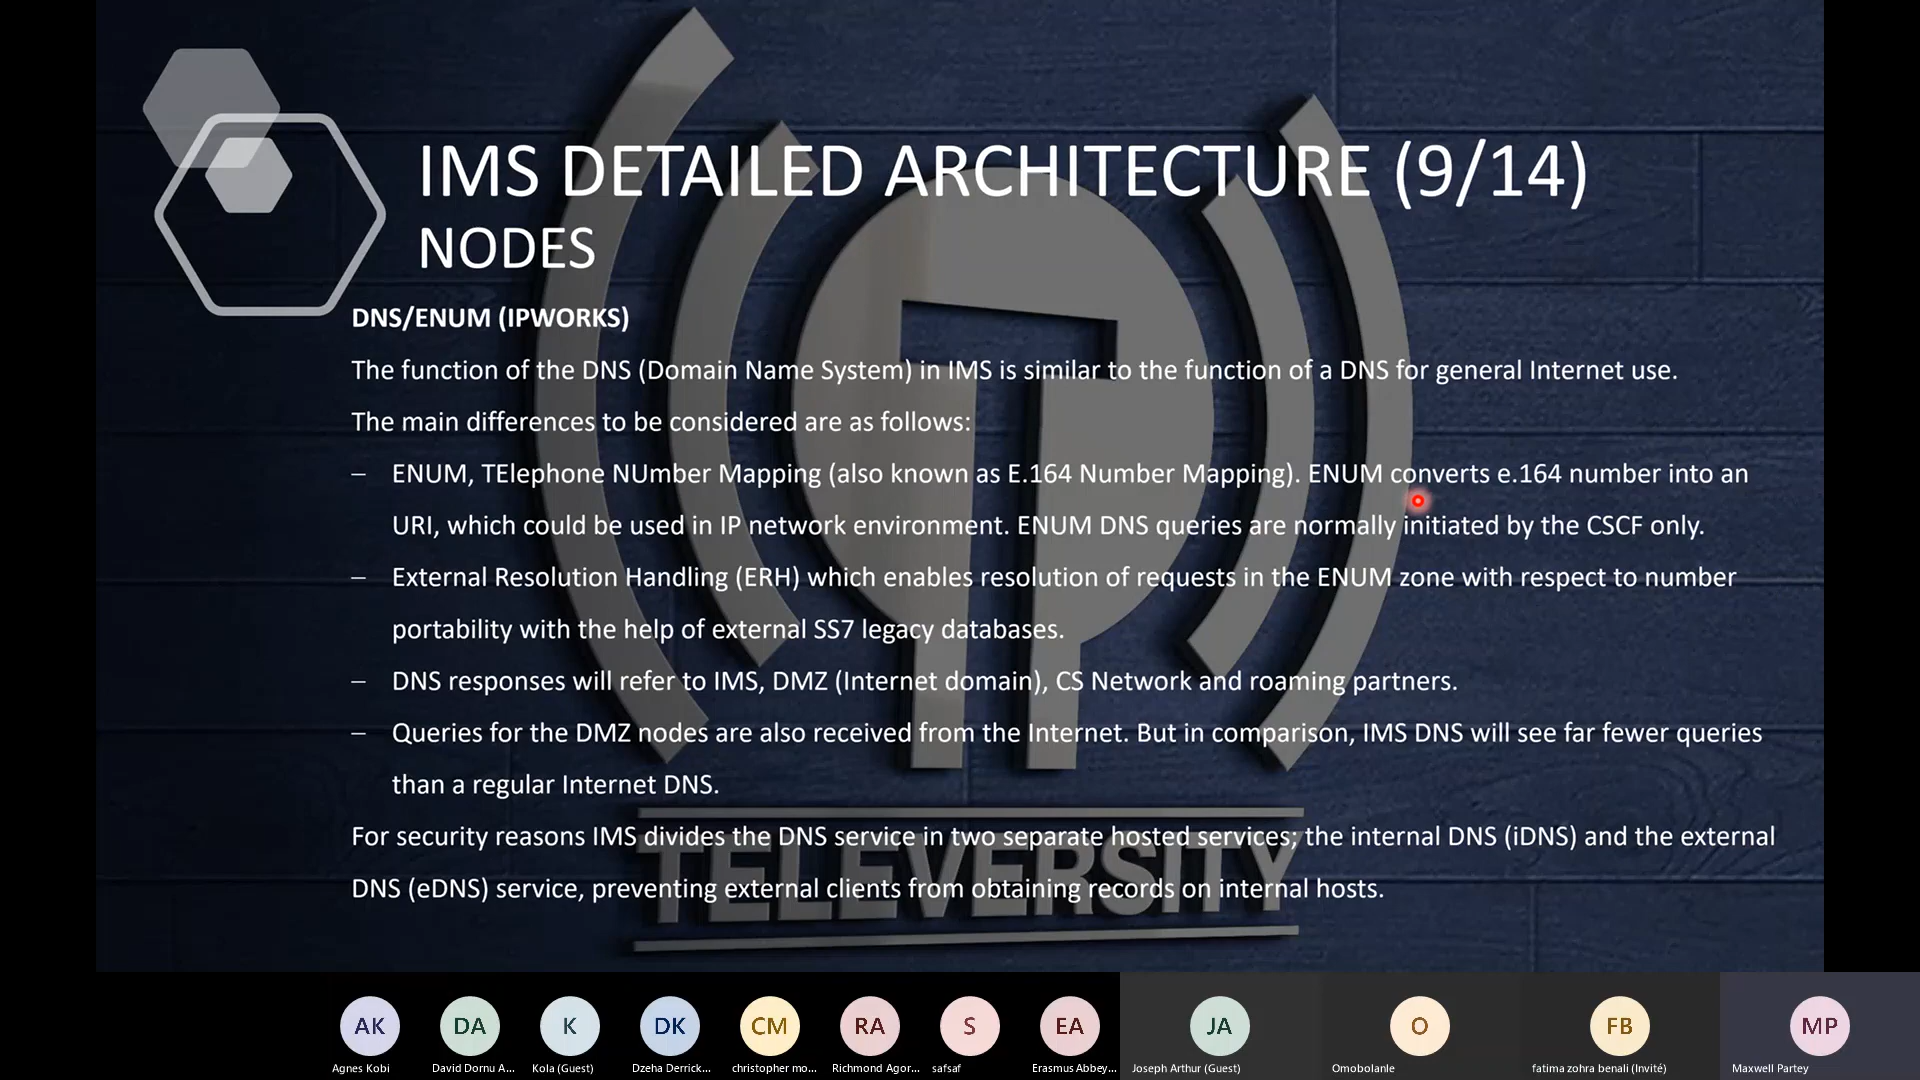 IMS DETAILED ARCHITECTURE (9/14)
NODES
DNS/ENUM (IPWORKS)
The function of the DNS (Domain Name System) in IMS is similar to the function of a DNS for general Internet use.
The main differences to be considered are as follows:
– ENUM, TElephone NUmber Mapping (also known as E.164 Number Mapping). ENUM converts e.164 number into an
URI, which could be used in IP network environment. ENUM DNS queries are normally initiated by the CSCF only.
– External Resolution Handling (ERH) which enables resolution of requests in the ENUM zone with respect to number
portability with the help of external SS7 legacy databases.
– DNS responses will refer to IMS, DMZ (Internet domain), CS Network and roaming partners.
– Queries for the DMZ nodes are also received from the Internet. But in comparison, IMS DNS will see far fewer queries
than a regular Internet DNS.
For security reasons IMS divides the DNS service in two separate hosted services; the internal DNS (iDNS) and the external
DNS (eDNS) service, preventing external clients from obtaining records on internal hosts.
TELEVERSITY
AK DA K DK CM RA S EA JA O FB MP
Agnes Kobi David Dornu A... Kola (Guest) Dzeha Derrick... christopher mo... Richmond Agor... safsaf Erasmus Abbey... Joseph Arthur (Guest) Omobolanle fatima zohra benali (Invité) Maxwell Partey